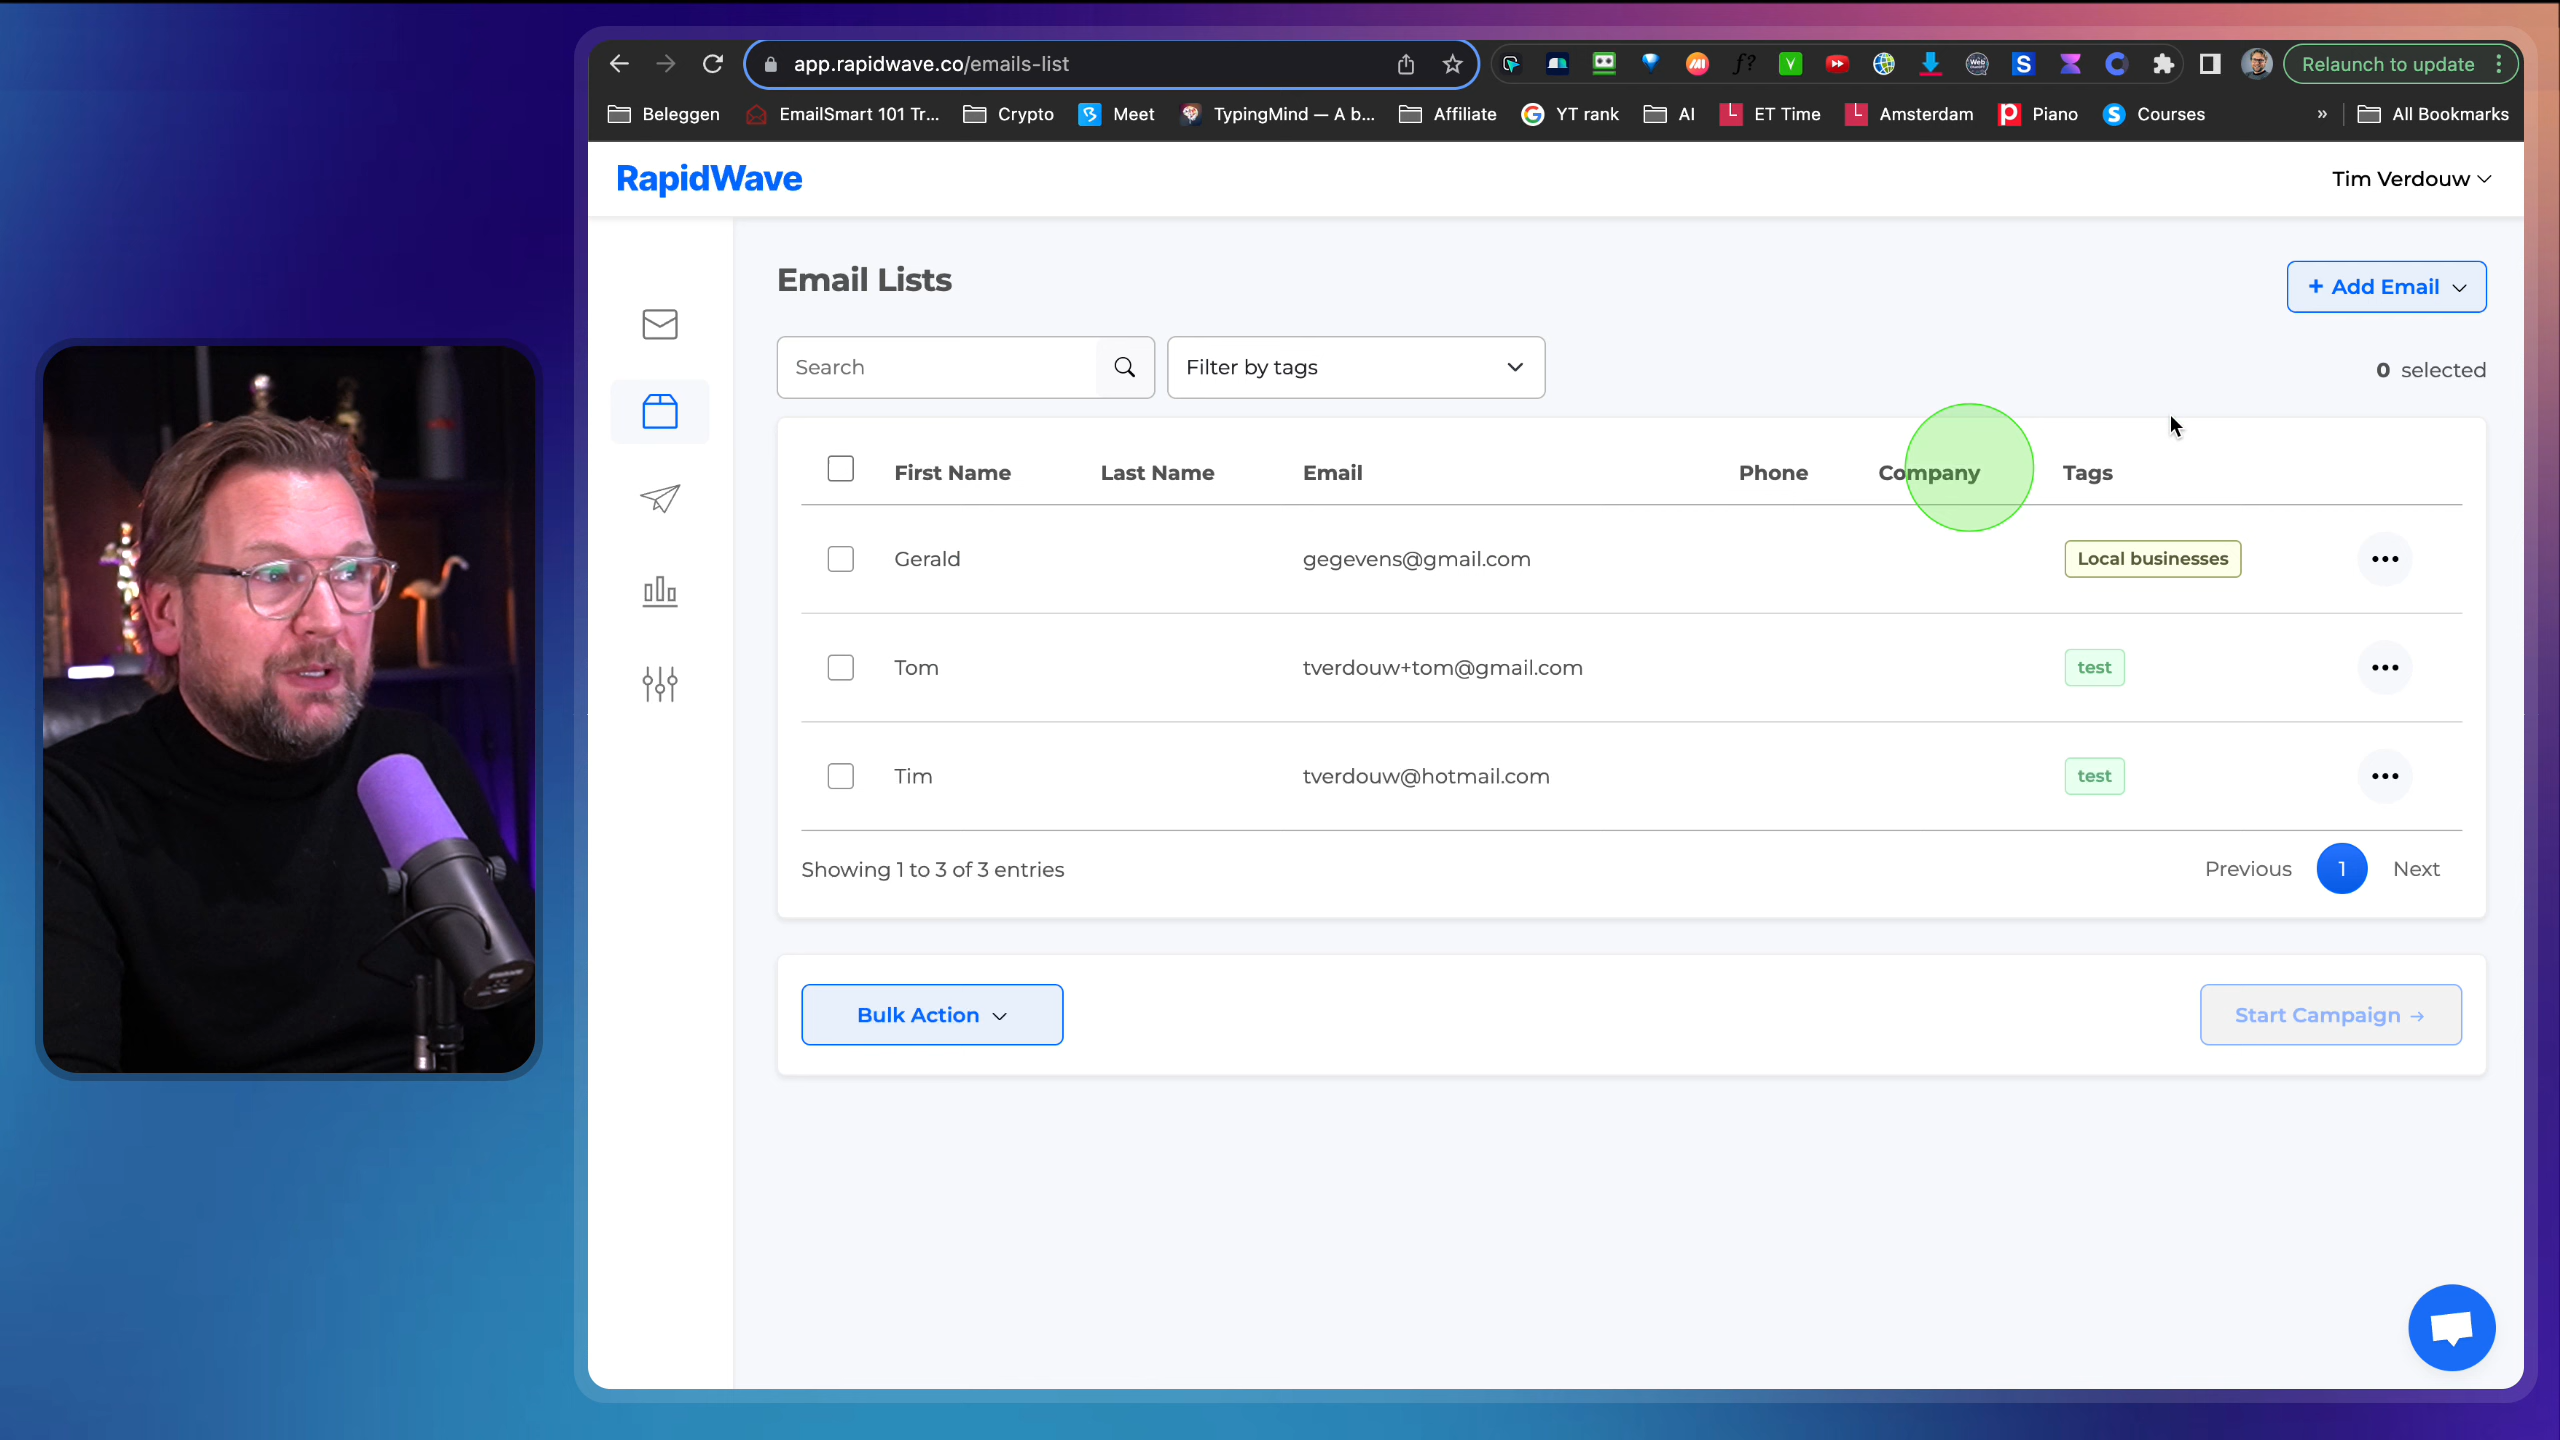 app.rapidwave.co/emails-list
Relaunch to update
Beleggen
EmailSmart 101 Tr...
Crypto
Meet
TypingMind — A b...
Affiliate
YT rank
AI
ET Time
Amsterdam
Piano
Courses
»
All Bookmarks
RapidWave
Tim Verdouw
Email Lists
+ Add Email
Search
Filter by tags
0 selected
First Name Last Name Email Phone Company Tags
Gerald gegevens@gmail.com Local businesses
Tom tverdouw+tom@gmail.com test
Tim tverdouw@hotmail.com test
Showing 1 to 3 of 3 entries
Previous 1 Next
Bulk Action
Start Campaign →